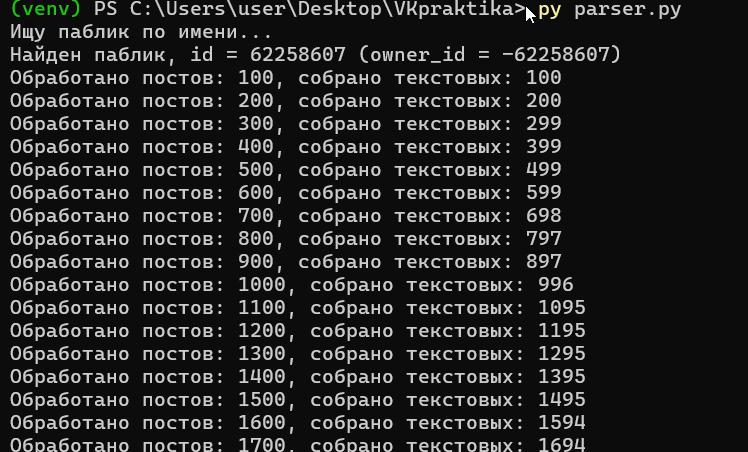 (venv) PS C:\Users\user\Desktop\VKpraktika> py parser.py
Ищу паблик по имени...
Найден паблик, id = 62258607 (owner_id = -62258607)
Обработано постов: 100, собрано текстовых: 100
Обработано постов: 200, собрано текстовых: 200
Обработано постов: 300, собрано текстовых: 299
Обработано постов: 400, собрано текстовых: 399
Обработано постов: 500, собрано текстовых: 499
Обработано постов: 600, собрано текстовых: 599
Обработано постов: 700, собрано текстовых: 698
Обработано постов: 800, собрано текстовых: 797
Обработано постов: 900, собрано текстовых: 897
Обработано постов: 1000, собрано текстовых: 996
Обработано постов: 1100, собрано текстовых: 1095
Обработано постов: 1200, собрано текстовых: 1195
Обработано постов: 1300, собрано текстовых: 1295
Обработано постов: 1400, собрано текстовых: 1395
Обработано постов: 1500, собрано текстовых: 1495
Обработано постов: 1600, собрано текстовых: 1594
Обработано постов: 1700, собрано текстовых: 1694